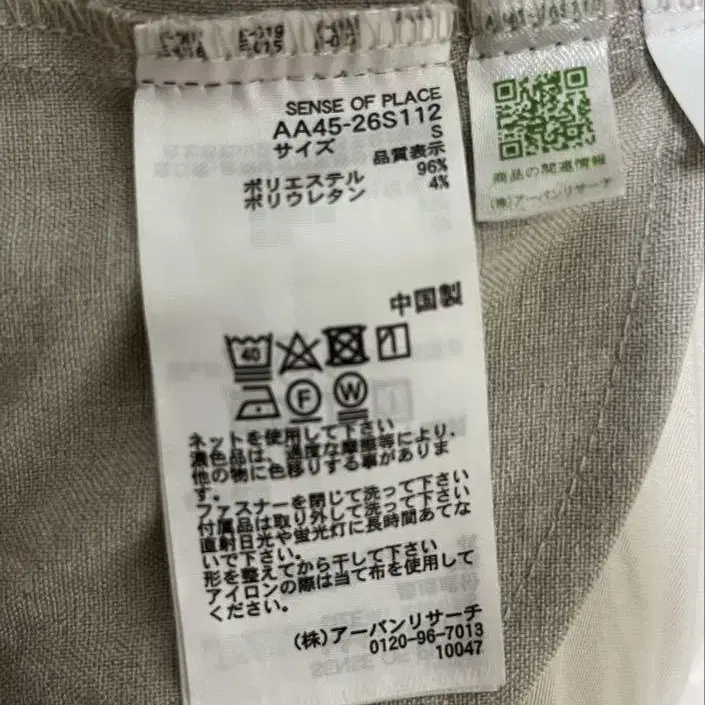 SENSE OF PLACE
AA45-26S112
サイズ S
品質表示
ポリエステル 96%
ポリウレタン 4%
中国製
40
F W
ネットを使用して下さい
濃色品は、過度な摩擦等により、
他の物に色移りする事がありま
す。
ファスナーを閉じて洗って下さい
付属品は取り外して洗って下さい
直射日光や蛍光灯に長時間あてな
いで下さい。
形を整えてから干して下さい
アイロンの際は当て布を使用して
ください。
(株)アーバンリサーチ
0120-96-7013
10047
商品の関連情報
(株)アーバンリサーチ